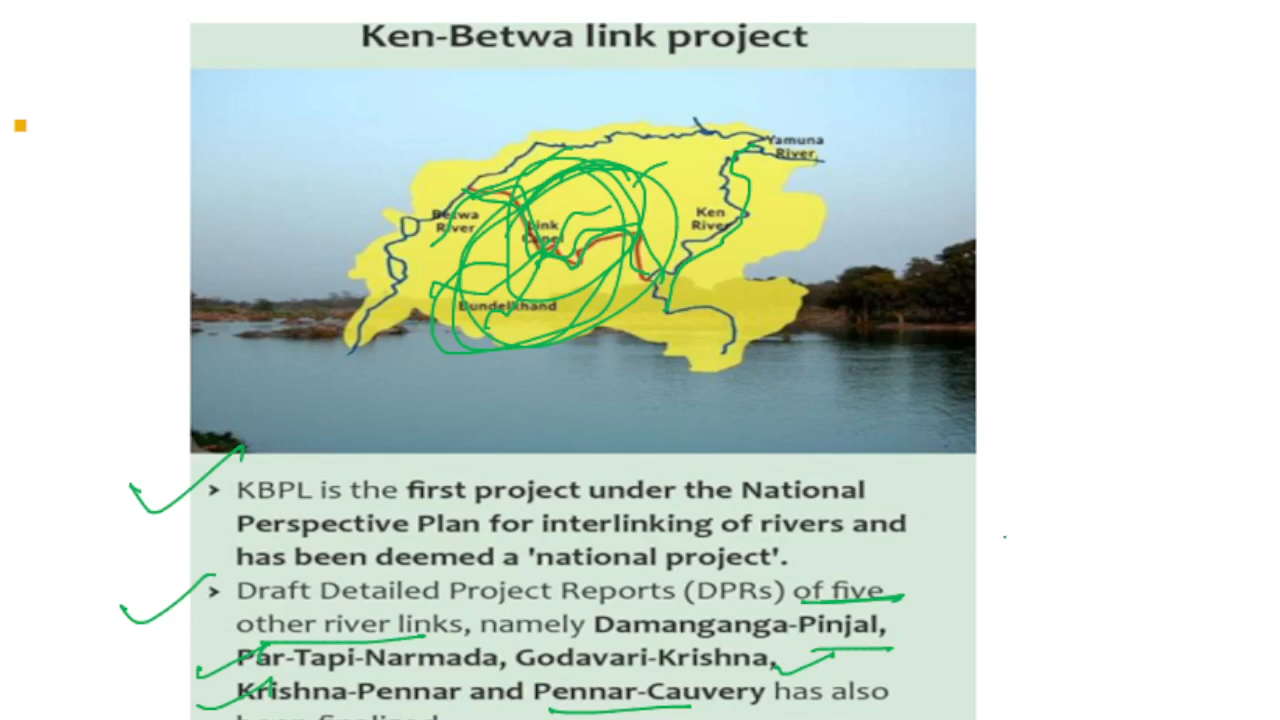 Ken-Betwa link project
Yamuna
River
Betwa
River
Ken
River
Link
Canel
Bundelkhand
➤ KBPL is the first project under the National
Perspective Plan for interlinking of rivers and
has been deemed a 'national project'.
➤ Draft Detailed Project Reports (DPRs) of five
other river links, namely Damanganga-Pinjal,
Par-Tapi-Narmada, Godavari-Krishna,
Krishna-Pennar and Pennar-Cauvery has also
been finalized